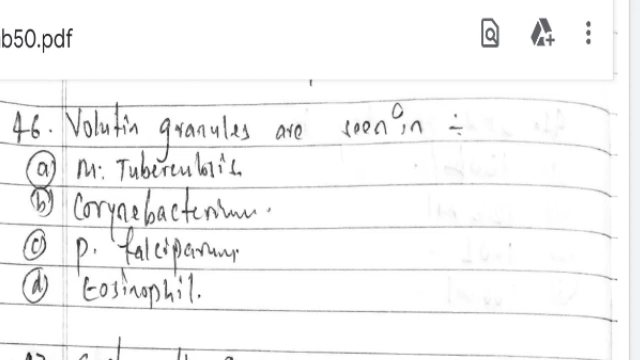 b50.pdf
46. Volutin granules are seen in ÷
(a) M. Tuberculosis
(b) Corynebacterium.
(c) P. falciparum
(d) Eosinophil.